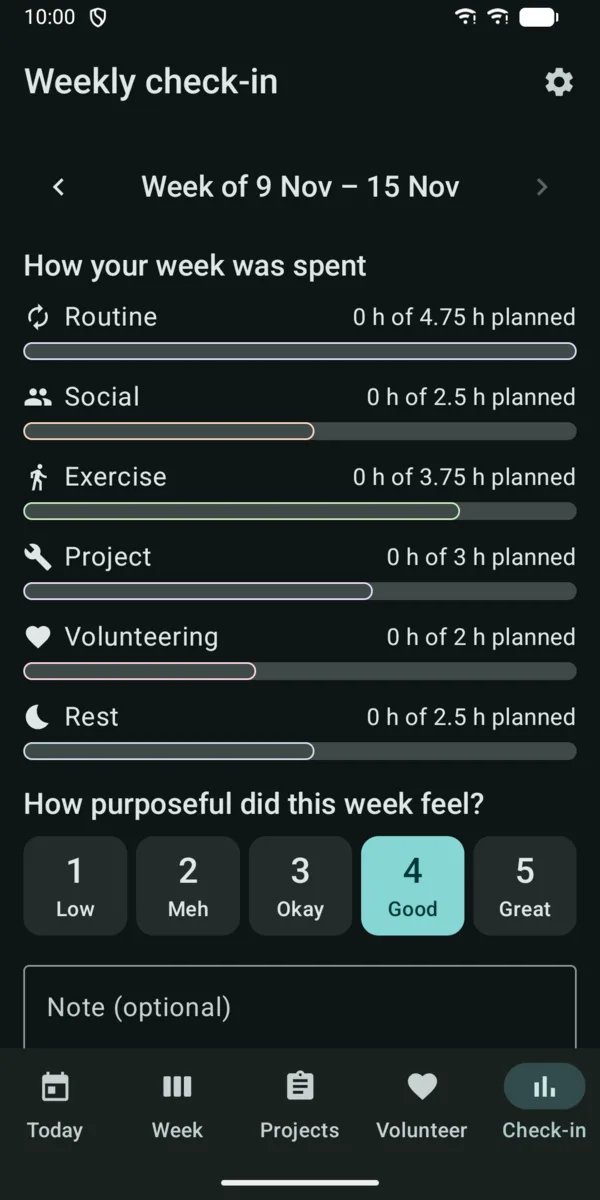 10:00
Weekly check-in
Week of 9 Nov – 15 Nov
How your week was spent
Routine 0 h of 4.75 h planned
Social 0 h of 2.5 h planned
Exercise 0 h of 3.75 h planned
Project 0 h of 3 h planned
Volunteering 0 h of 2 h planned
Rest 0 h of 2.5 h planned
How purposeful did this week feel?
1 2 3 4 5
Low Meh Okay Good Great
Note (optional)
Today Week Projects Volunteer Check-in